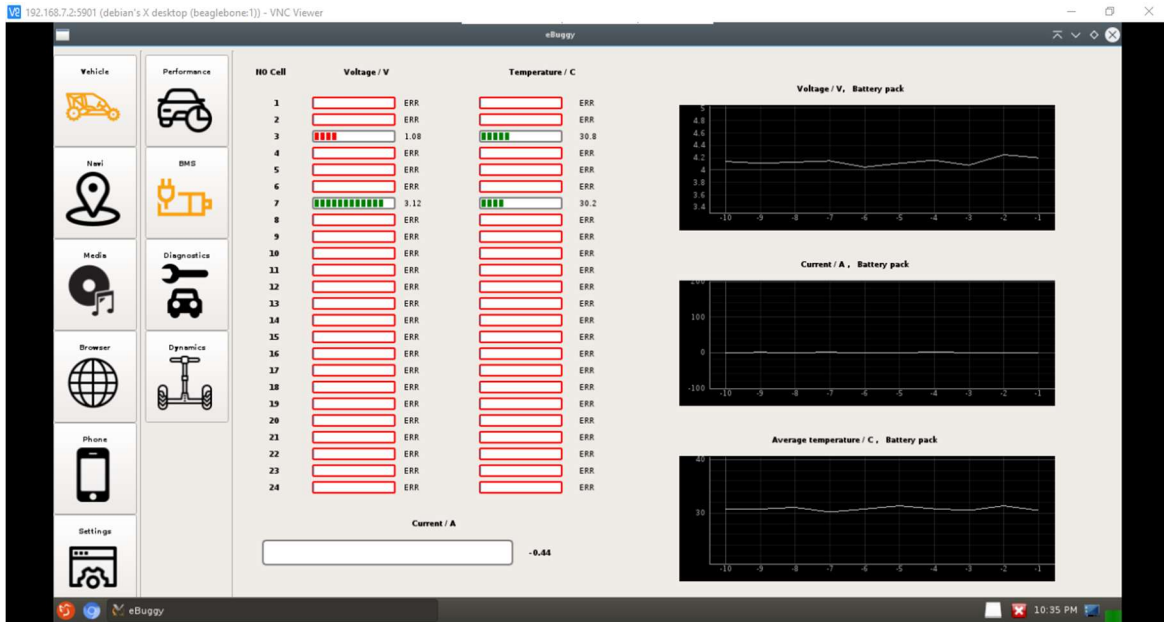 192.168.7.2:5901 (debian's X desktop (beaglebone:1)) - VNC Viewer
eBuggy
Vehicle
Navi
Media
Browser
Phone
Settings
Performance
BMS
Diagnostics
Dynamics
N0 Cell Voltage / V Temperature / C
1 ERR ERR
2 ERR ERR
3 1.08 30.8
4 ERR ERR
5 ERR ERR
6 ERR ERR
7 3.12 30.2
8 ERR ERR
9 ERR ERR
10 ERR ERR
11 ERR ERR
12 ERR ERR
13 ERR ERR
14 ERR ERR
15 ERR ERR
16 ERR ERR
17 ERR ERR
18 ERR ERR
19 ERR ERR
20 ERR ERR
21 ERR ERR
22 ERR ERR
23 ERR ERR
24 ERR ERR
Current / A
-0.44
Voltage / V, Battery pack
5
4.8
4.6
4.4
4.2
4
3.8
3.6
3.4
-10 -9 -8 -7 -6 -5 -4 -3 -2 -1
Current / A , Battery pack
200
100
0
-100
-10 -9 -8 -7 -6 -5 -4 -3 -2 -1
Average temperature / C , Battery pack
40
30
-10 -9 -8 -7 -6 -5 -4 -3 -2 -1
eBuggy
10:35 PM